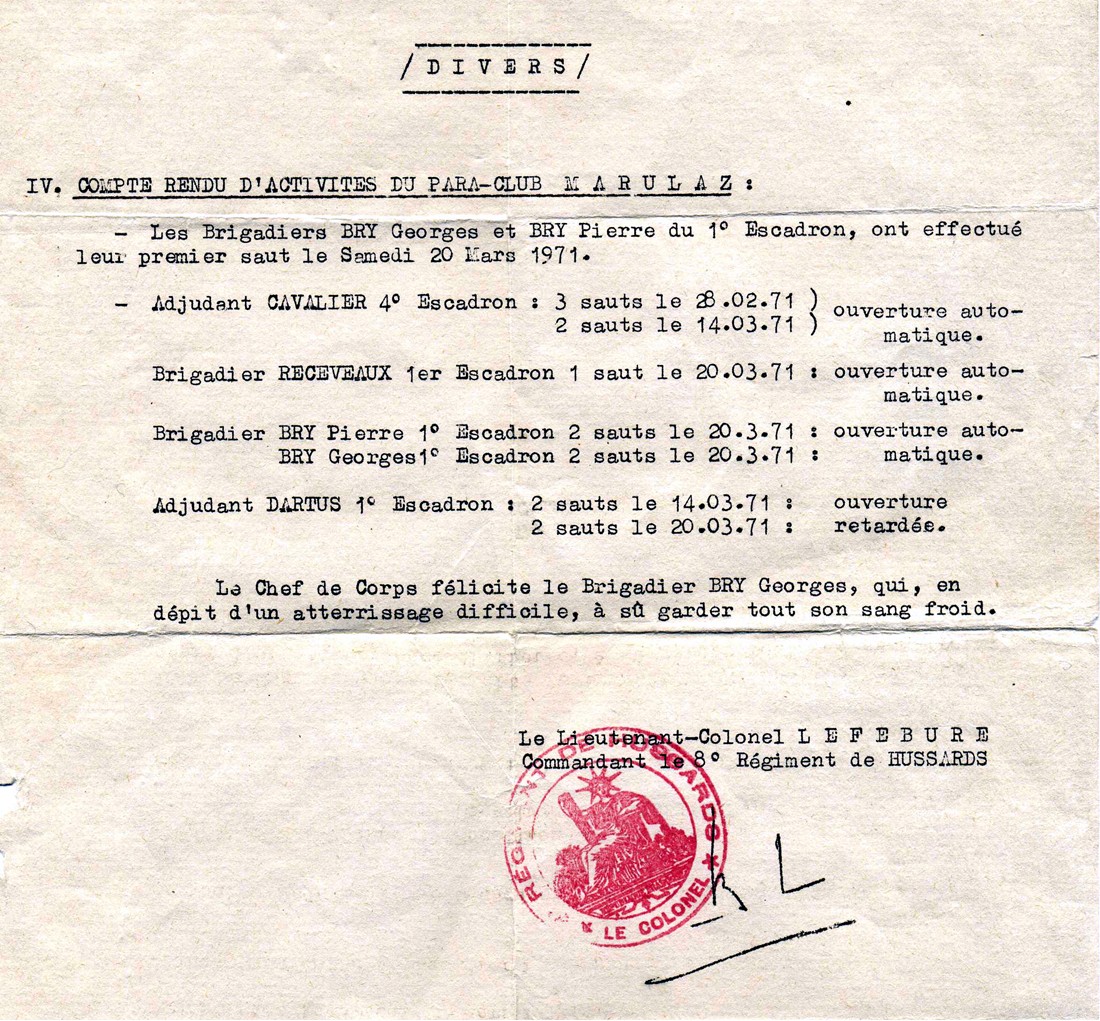 / D I V E R S /
IV. COMPTE RENDU D'ACTIVITES DU PARA-CLUB M A R U L A Z :
- Les Brigadiers BRY Georges et BRY Pierre du 1° Escadron, ont effectué
leur premier saut le Samedi 20 Mars 1971.
- Adjudant CAVALIER 4° Escadron : 3 sauts le 28.02.71 ) ouverture auto-
2 sauts le 14.03.71 ) matique.
Brigadier RECEVEAUX 1er Escadron 1 saut le 20.03.71 : ouverture auto-
matique.
Brigadier BRY Pierre 1° Escadron 2 sauts le 20.3.71 : ouverture auto-
BRY Georges1° Escadron 2 sauts le 20.3.71 : matique.
Adjudant DARTUS 1° Escadron : 2 sauts le 14.03.71 : ouverture
2 sauts le 20.03.71 : retardée.
Le Chef de Corps félicite le Brigadier BRY Georges, qui, en
dépit d'un atterrissage difficile, à sû garder tout son sang froid.
Le Lieutenant-Colonel L E F E B U R E
Commandant le 8° Régiment de HUSSARDS
RÉGIMENT DE HUSSARDS
* LE COLONEL *